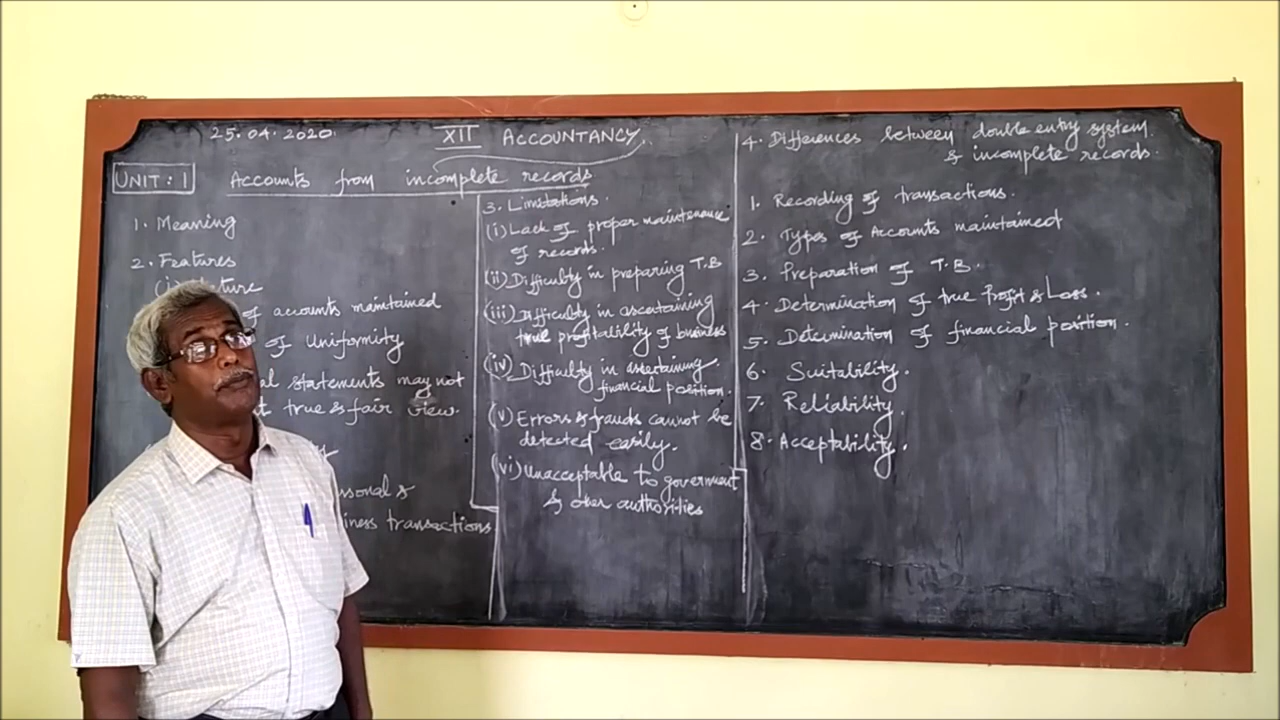 25.04.2020
XII ACCOUNTANCY
UNIT: 1 Accounts from incomplete records
1. Meaning
2. Features
of accounts maintained
of Uniformity
statements may not
true & fair view.
&
transactions
3. Limitations.
(i) Lack of proper maintenance
of records.
(ii) Difficulty in preparing T.B
(iii) Difficulty in ascertaining
true profitability of business
(iv) Difficulty in ascertaining
financial position.
(v) Errors & frauds cannot be
detected easily.
(vi) Unacceptable to goverment
& other authorities
4. Differences between double entry system
& incomplete records.
1. Recording of transactions.
2. Types of Accounts maintained
3. Preparation of T.B.
4. Determination of true Profit & Loss.
5. Determination of financial position.
6. Suitability.
7. Reliability.
8. Acceptability.